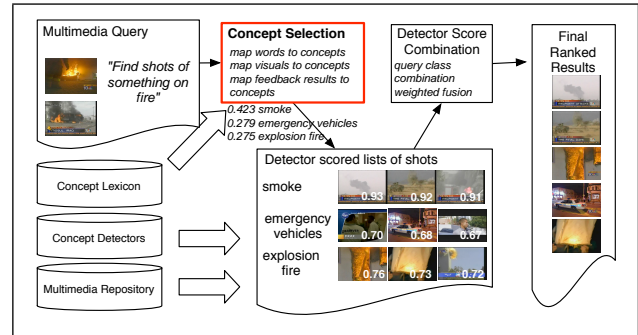 Multimedia Query
"Find shots of
something on
fire"
Concept Selection
map words to concepts
map visuals to concepts
map feedback results to
concepts
0.423 smoke
0.279 emergency vehicles
0.275 explosion fire
Detector Score
Combination
query class
combination
weighted fusion
Final
Ranked
Results
Concept Lexicon
Concept Detectors
Multimedia Repository
Detector scored lists of shots
smoke
0.93
0.92
0.91
emergency
vehicles
0.70
0.68
0.67
explosion
fire
0.76
0.73
0.72